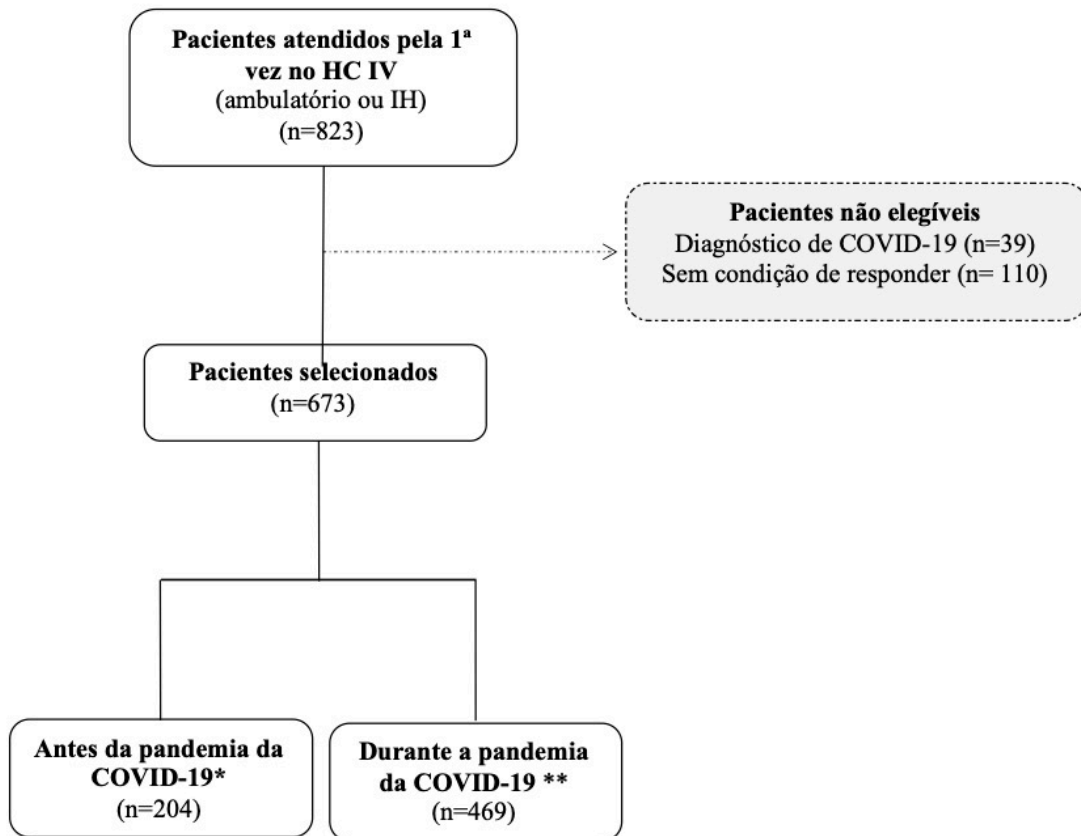 Pacientes atendidos pela 1ª
vez no HC IV
(ambulatório ou IH)
(n=823)
Pacientes não elegíveis
Diagnóstico de COVID-19 (n=39)
Sem condição de responder (n= 110)
Pacientes selecionados
(n=673)
Antes da pandemia da
COVID-19*
(n=204)
Durante a pandemia
da COVID-19 **
(n=469)